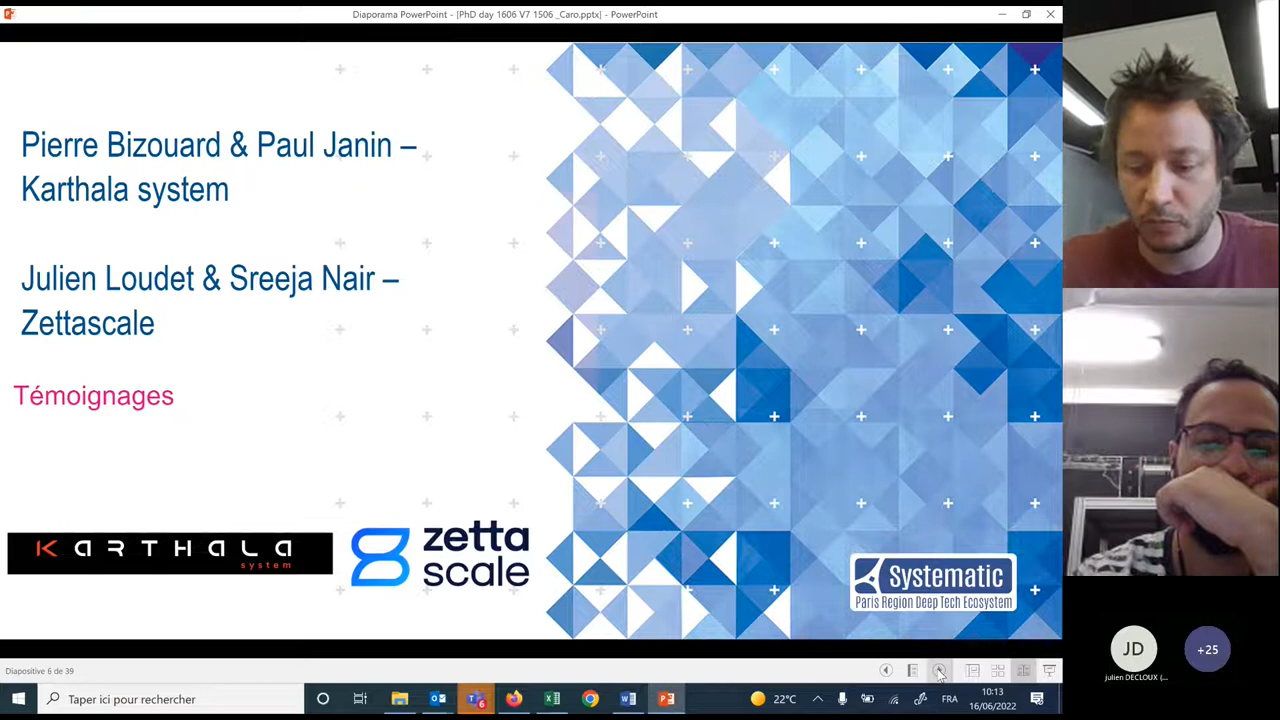 Diaporama PowerPoint - [PhD day 1606 V7 1506 _Caro.pptx] - PowerPoint
Pierre Bizouard & Paul Janin –
Karthala system
Julien Loudet & Sreeja Nair –
Zettascale
Témoignages
KARTHALA
system
zetta
scale
Systematic
Paris Region Deep Tech Ecosystem
JD
+25
julien DECLOUX (...
Diapositive 6 de 39
Taper ici pour rechercher
6
22°C
FRA
10:13
16/06/2022